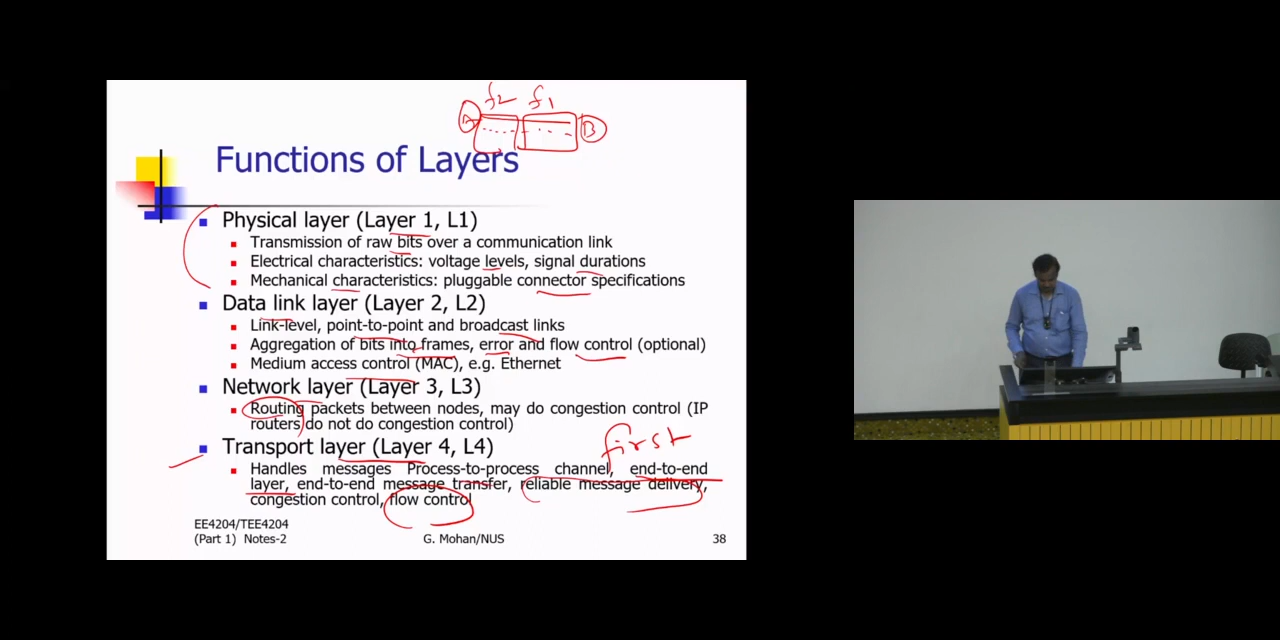 f2 f1
A B
Functions of Layers
Physical layer (Layer 1, L1)
Transmission of raw bits over a communication link
Electrical characteristics: voltage levels, signal durations
Mechanical characteristics: pluggable connector specifications
Data link layer (Layer 2, L2)
Link-level, point-to-point and broadcast links
Aggregation of bits into frames, error and flow control (optional)
Medium access control (MAC), e.g. Ethernet
Network layer (Layer 3, L3)
Routing packets between nodes, may do congestion control (IP
routers do not do congestion control)
Transport layer (Layer 4, L4)
first
Handles messages Process-to-process channel, end-to-end
layer, end-to-end message transfer, reliable message delivery,
congestion control, flow control
EE4204/TEE4204
(Part 1) Notes-2 G. Mohan/NUS 38